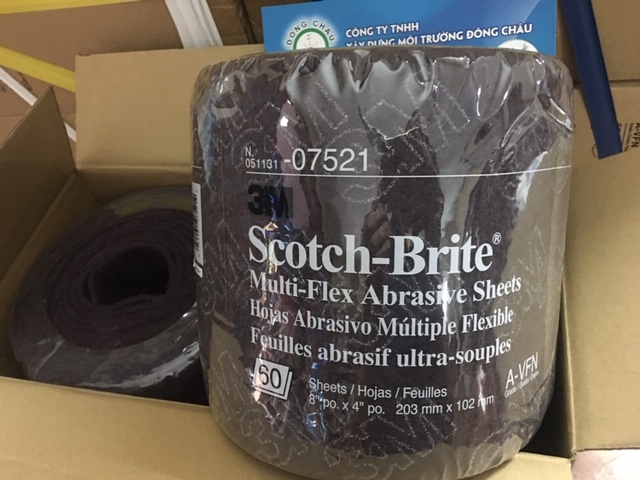 DONG CHAU
CÔNG TY TNHH
XÂY DỰNG MÔI TRƯỜNG ĐÔNG CHÂU
N.
051131-07521
3M
Scotch-Brite®
Multi-Flex Abrasive Sheets
Hojas Abrasivo Múltiple Flexible
Feuilles abrasif ultra-souples
60
Sheets / Hojas / Feuilles
8" po. x 4" po. 203 mm x 102 mm
A-VFN
A-VFN